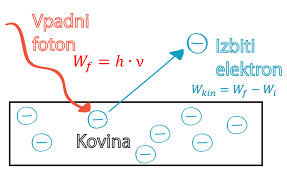 Vpadni
foton
W_f = h · ν
Izbiti
elektron
W_kin = W_f − W_i
Kovina